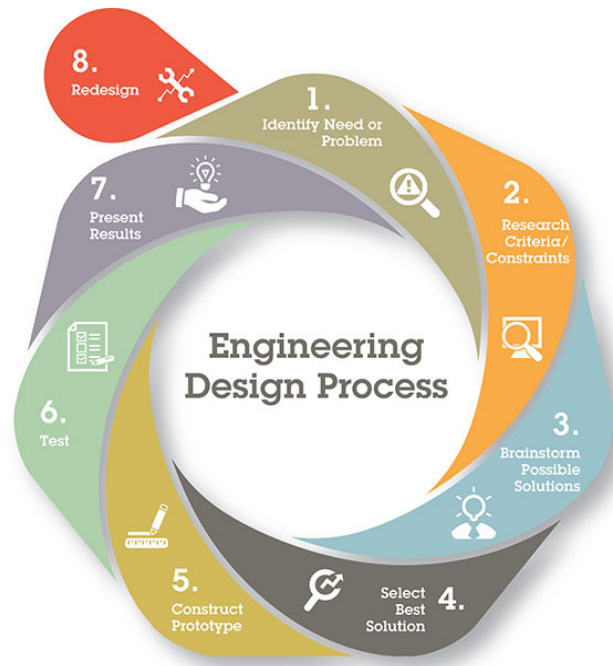 Engineering
Design Process
1.
Identify Need or
Problem
2.
Research
Criteria/
Constraints
3.
Brainstorm
Possible
Solutions
4.
Select
Best
Solution
5.
Construct
Prototype
6.
Test
7.
Present
Results
8.
Redesign